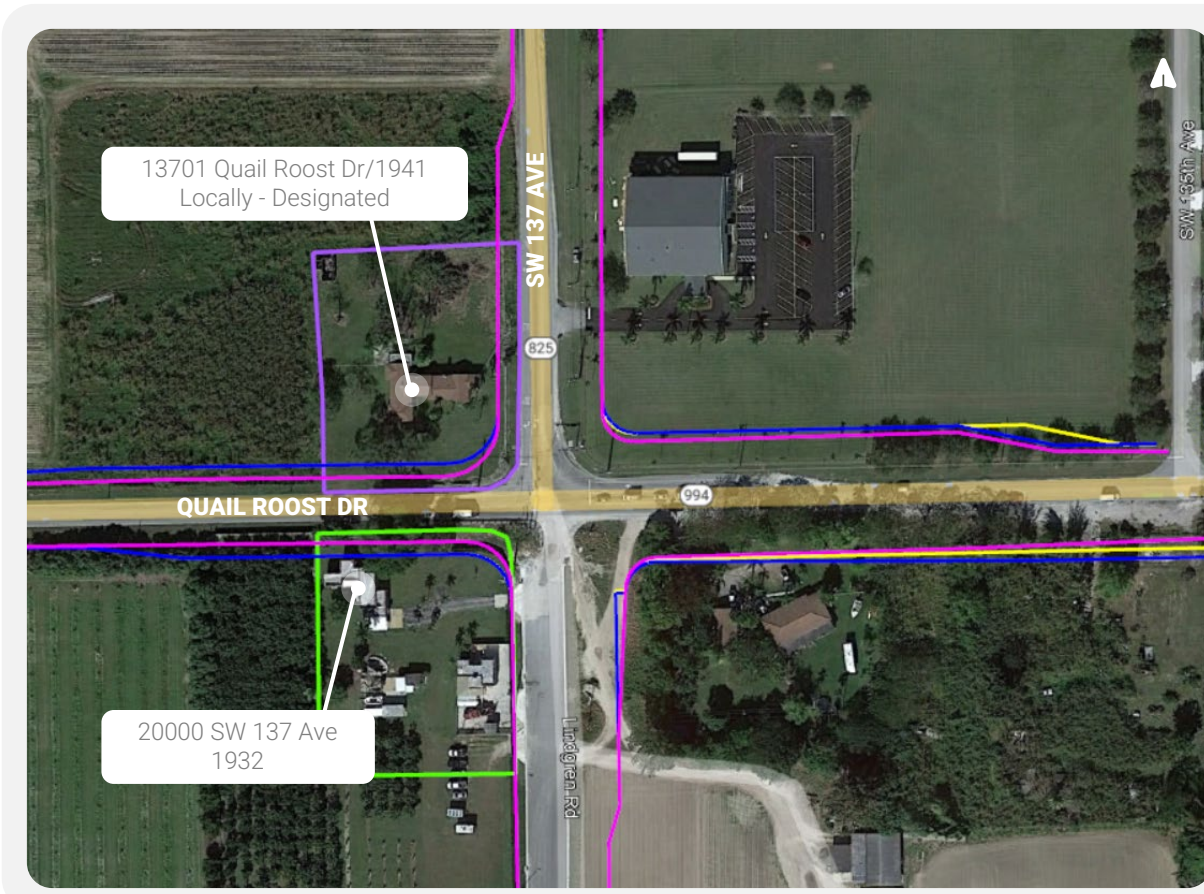 13701 Quail Roost Dr/1941
Locally - Designated
SW 137 AVE
SW 135th Ave
825
994
QUAIL ROOST DR
20000 SW 137 Ave
1932
Lindgren Rd